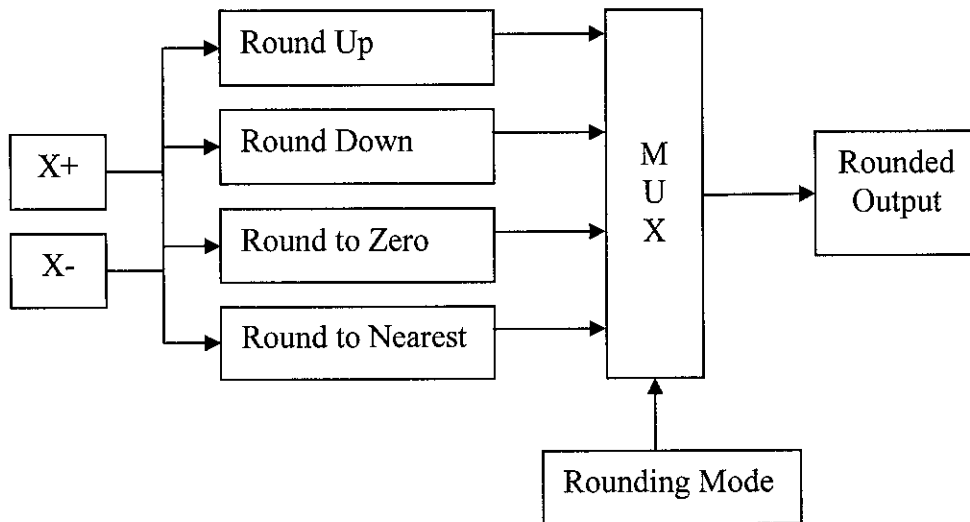 Round Up
Round Down
X+
X-
Round to Zero
Round to Nearest
M
U
X
Rounded
Output
Rounding Mode